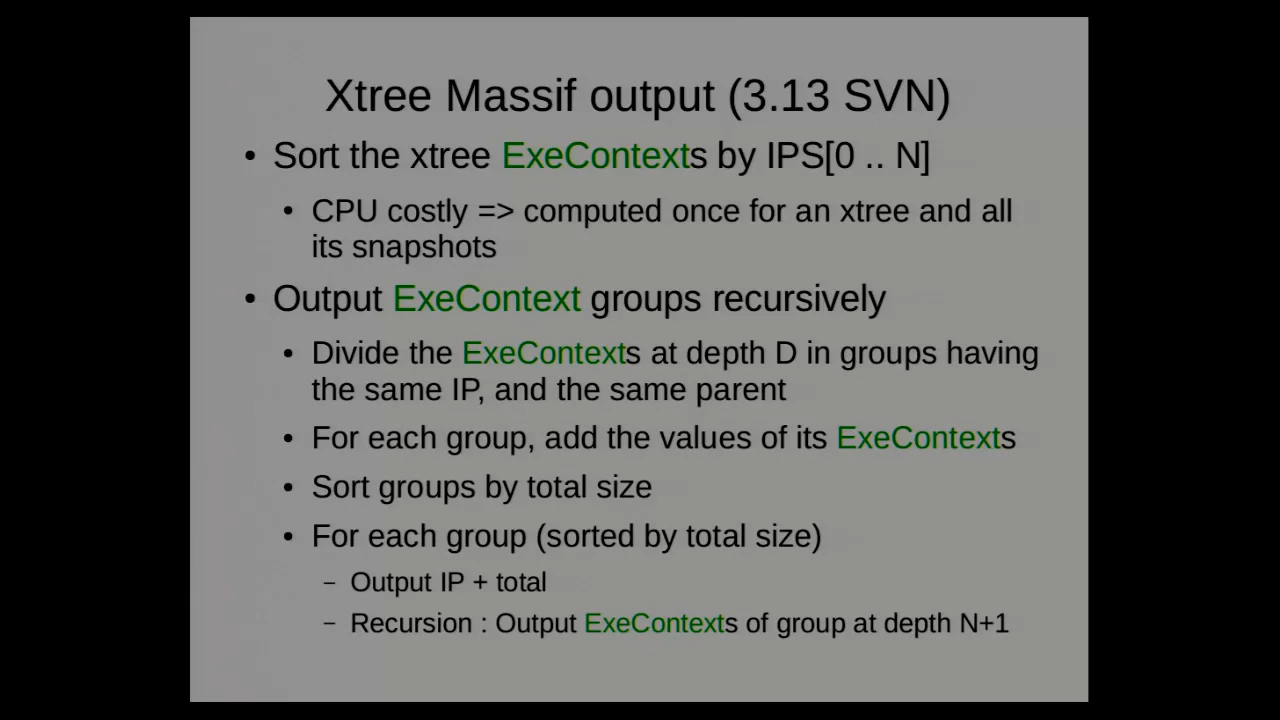 Xtree Massif output (3.13 SVN)
• Sort the xtree ExeContexts by IPS[0 .. N]
• CPU costly => computed once for an xtree and all
its snapshots
• Output ExeContext groups recursively
• Divide the ExeContexts at depth D in groups having
the same IP, and the same parent
• For each group, add the values of its ExeContexts
• Sort groups by total size
• For each group (sorted by total size)
– Output IP + total
– Recursion : Output ExeContexts of group at depth N+1